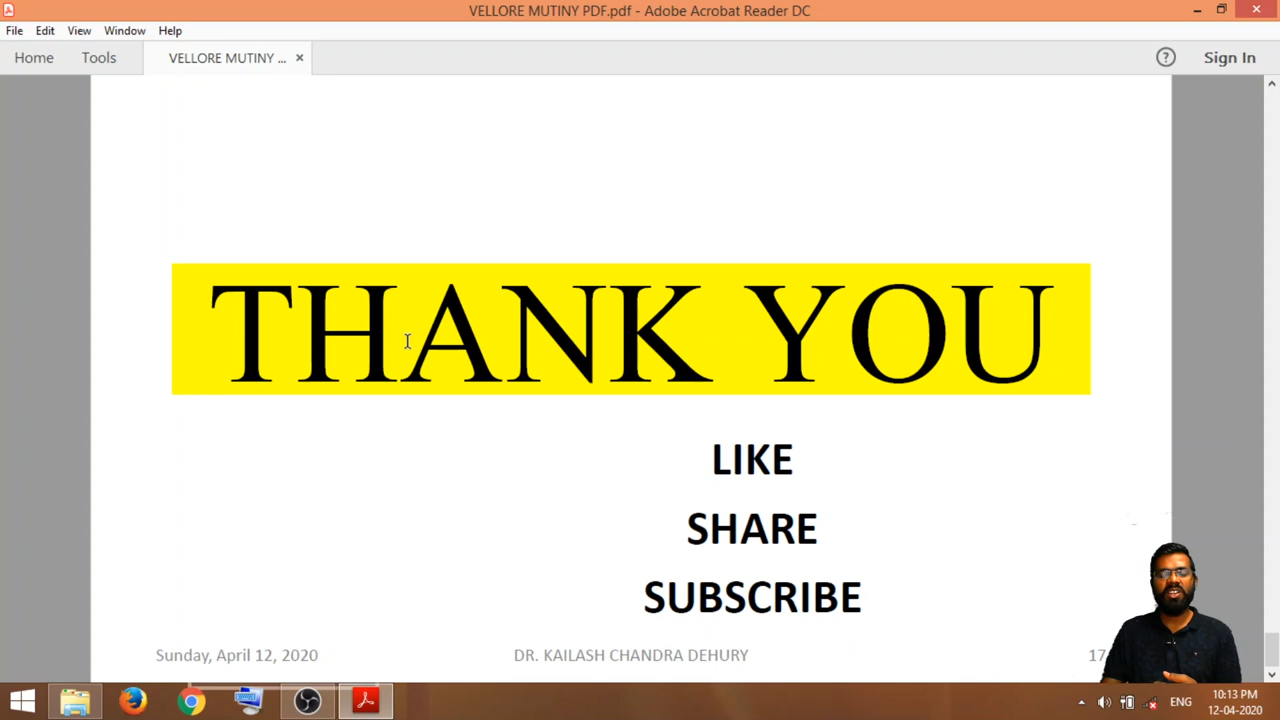 VELLORE MUTINY PDF.pdf - Adobe Acrobat Reader DC
File Edit View Window Help
Home Tools VELLORE MUTINY ... × ? Sign In
THANK YOU
LIKE
SHARE
SUBSCRIBE
Sunday, April 12, 2020 DR. KAILASH CHANDRA DEHURY 17
ENG 10:13 PM
12-04-2020